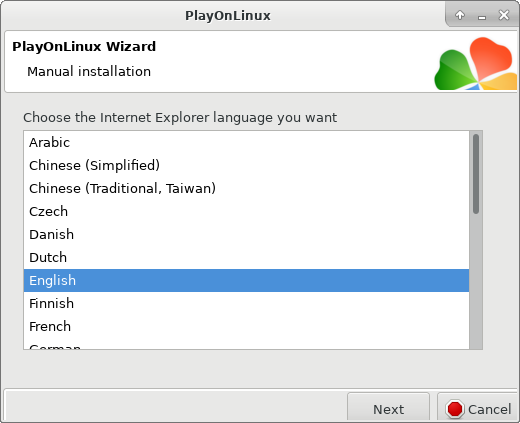 PlayOnLinux
PlayOnLinux Wizard
Manual installation
Choose the Internet Explorer language you want
Arabic
Chinese (Simplified)
Chinese (Traditional, Taiwan)
Czech
Danish
Dutch
English
Finnish
French
German
Next
Cancel